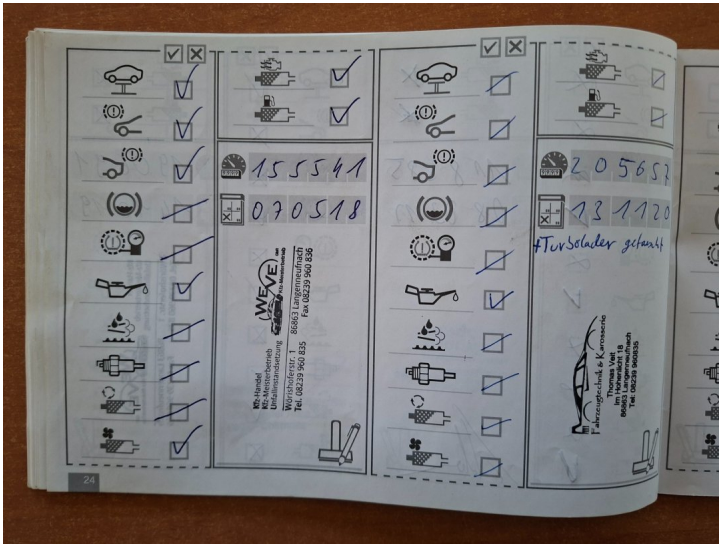 155541
070518
WEVE GbR
Kfz-Meisterbetrieb
Kfz-Handel
Kfz-Meisterbetrieb
Unfallinstandsetzung
Wörishoferstr. 1
86863 Langenneufnach
Tel. 08239 960 835
Fax 08239 960 836
24
205657
131120
+Turbolader getauscht
Fahrzeugtechnik & Karosserie
Thomas Veit
Im Hohenlicht 18
86863 Langenneufnach
Tel: 08239 960835